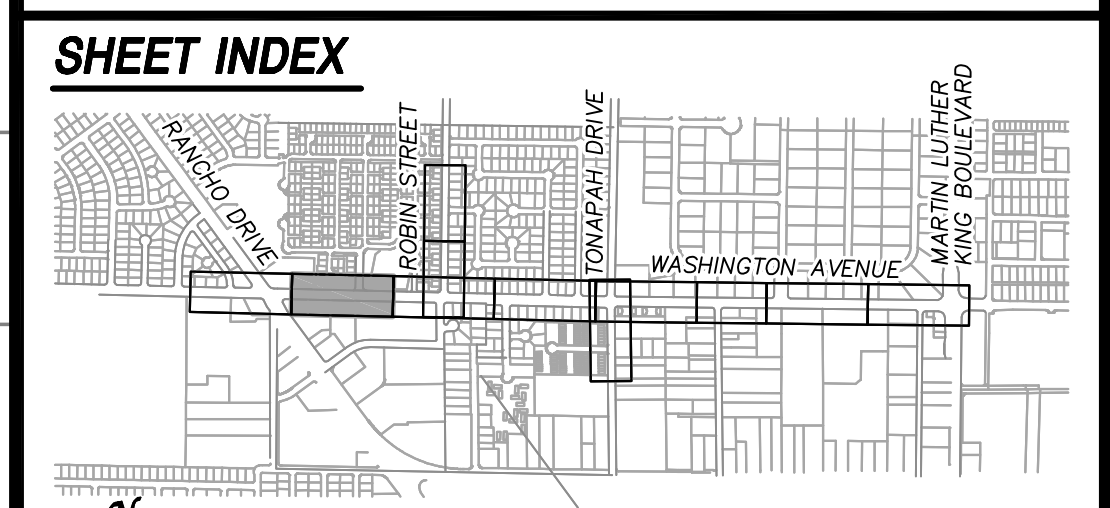 SHEET INDEX
RANCHO DRIVE
ROBIN STREET
TONAPAH DRIVE
WASHINGTON AVENUE
MARTIN LUTHER
KING BOULEVARD